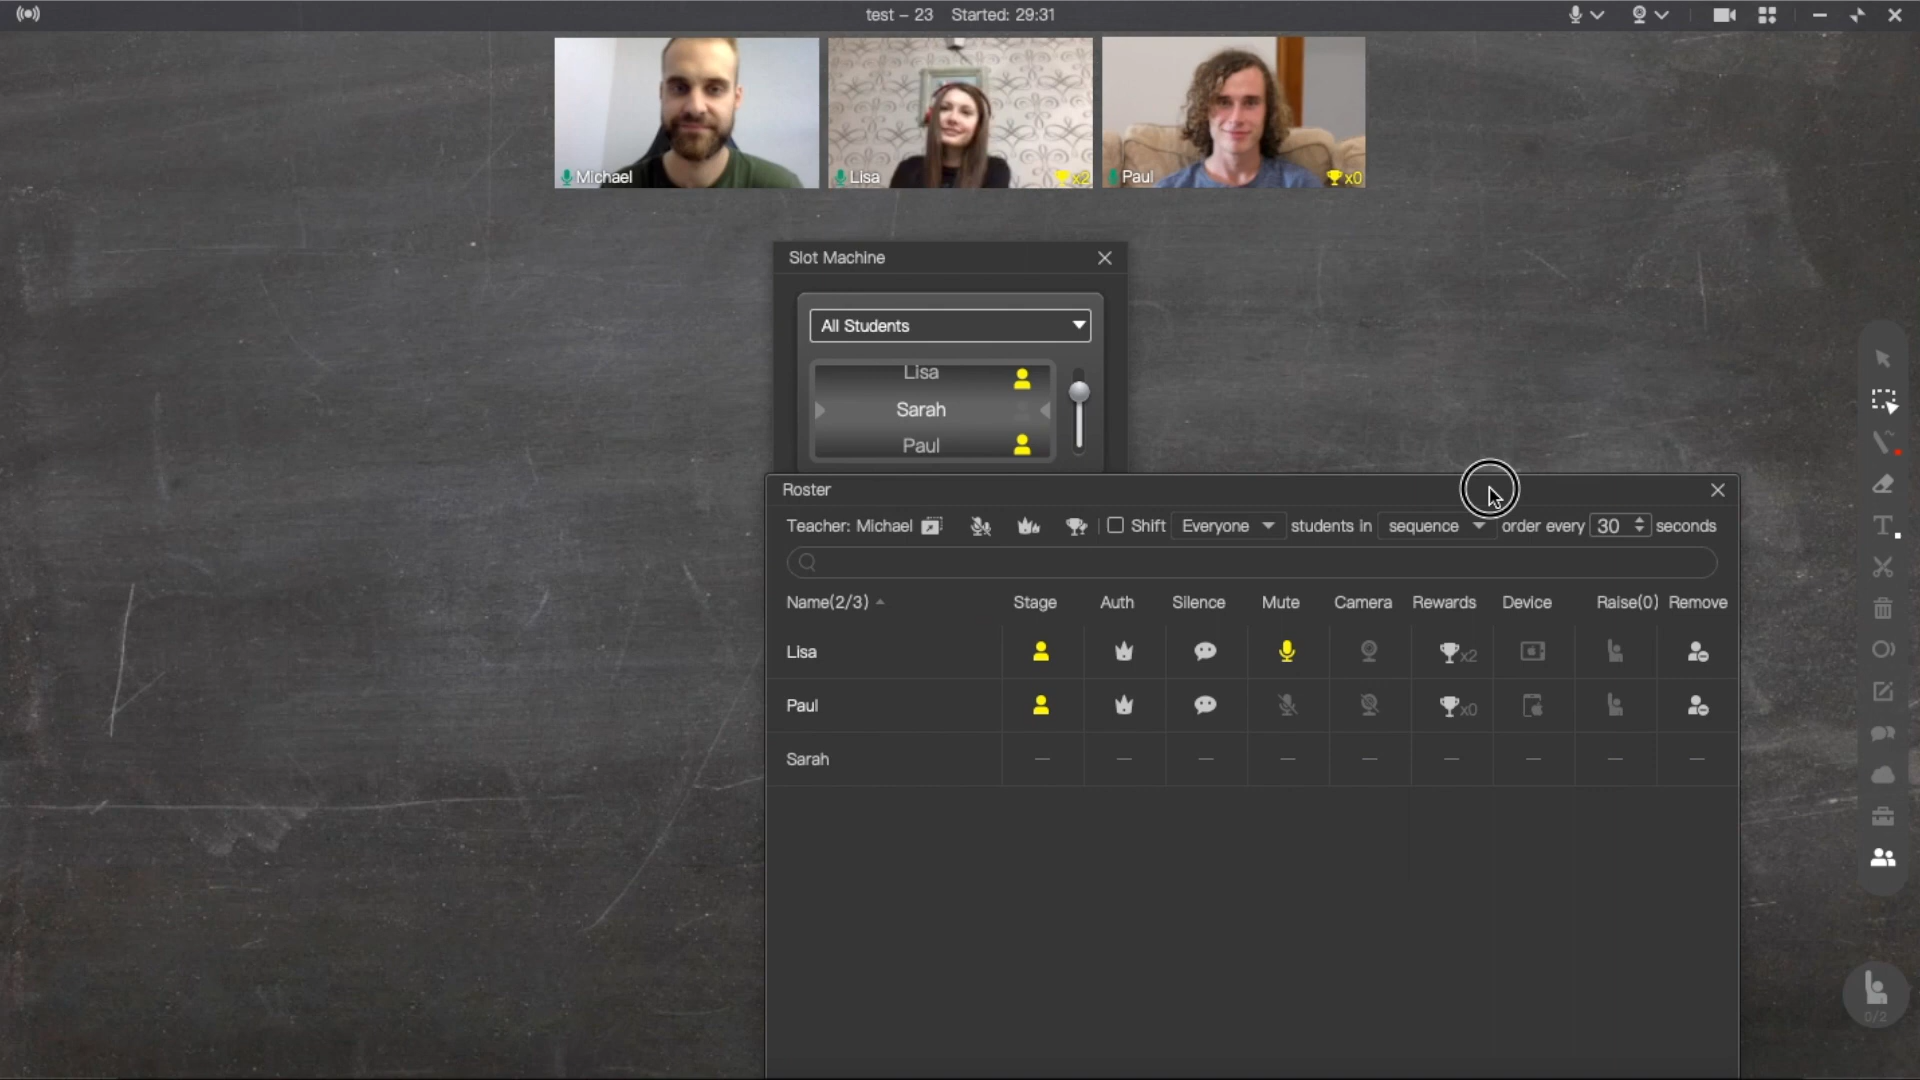 test – 23 Started: 29:31
Michael
Lisa x2
Paul x0
Slot Machine
All Students
Lisa
Sarah
Paul
Roster
Teacher: Michael Shift Everyone students in sequence order every 30 seconds
Name(2/3) Stage Auth Silence Mute Camera Rewards Device Raise(0) Remove
Lisa x2
Paul x0
Sarah — — — — — — — — —
T
0/2